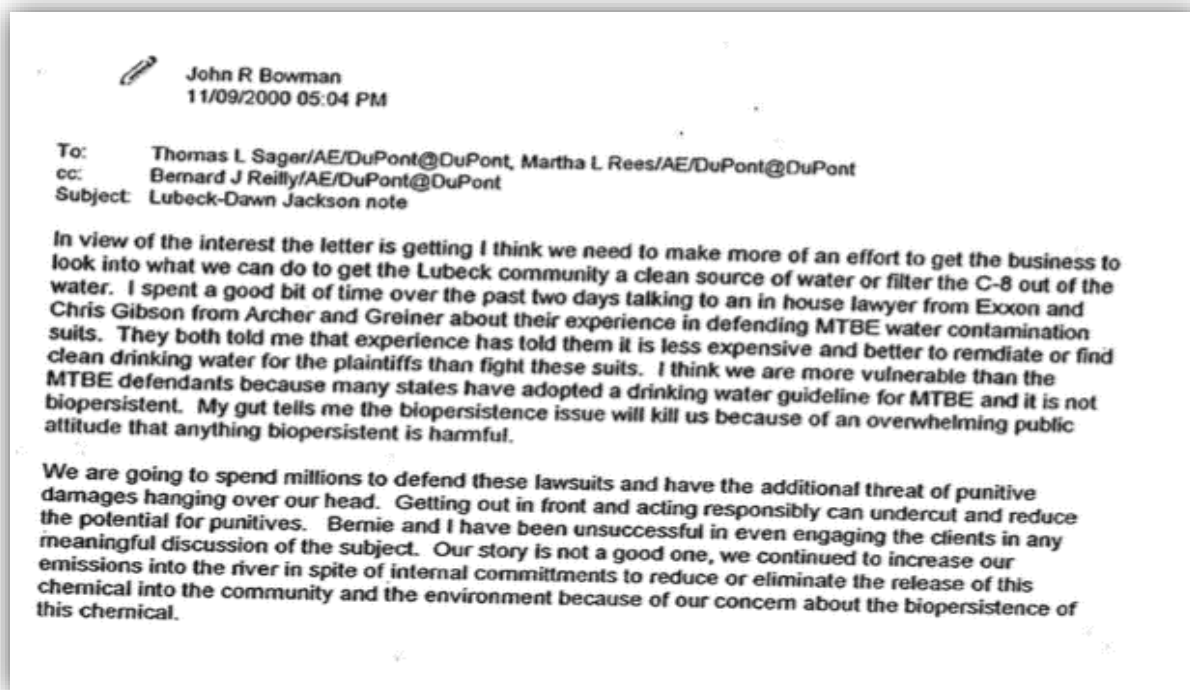 John R Bowman
11/09/2000 05:04 PM
To: Thomas L Sager/AE/DuPont@DuPont, Martha L Rees/AE/DuPont@DuPont
cc: Bernard J Reilly/AE/DuPont@DuPont
Subject: Lubeck-Dawn Jackson note
In view of the interest the letter is getting I think we need to make more of an effort to get the business to
look into what we can do to get the Lubeck community a clean source of water or filter the C-8 out of the
water. I spent a good bit of time over the past two days talking to an in house lawyer from Exxon and
Chris Gibson from Archer and Greiner about their experience in defending MTBE water contamination
suits. They both told me that experience has told them it is less expensive and better to remdiate or find
clean drinking water for the plaintiffs than fight these suits. I think we are more vulnerable than the
MTBE defendants because many states have adopted a drinking water guideline for MTBE and it is not
biopersistent. My gut tells me the biopersistence issue will kill us because of an overwhelming public
attitude that anything biopersistent is harmful.
We are going to spend millions to defend these lawsuits and have the additional threat of punitive
damages hanging over our head. Getting out in front and acting responsibly can undercut and reduce
the potential for punitives. Bernie and I have been unsuccessful in even engaging the clients in any
meaningful discussion of the subject. Our story is not a good one, we continued to increase our
emissions into the river in spite of internal committments to reduce or eliminate the release of this
chemical into the community and the environment because of our concern about the biopersistence of
this chemical.